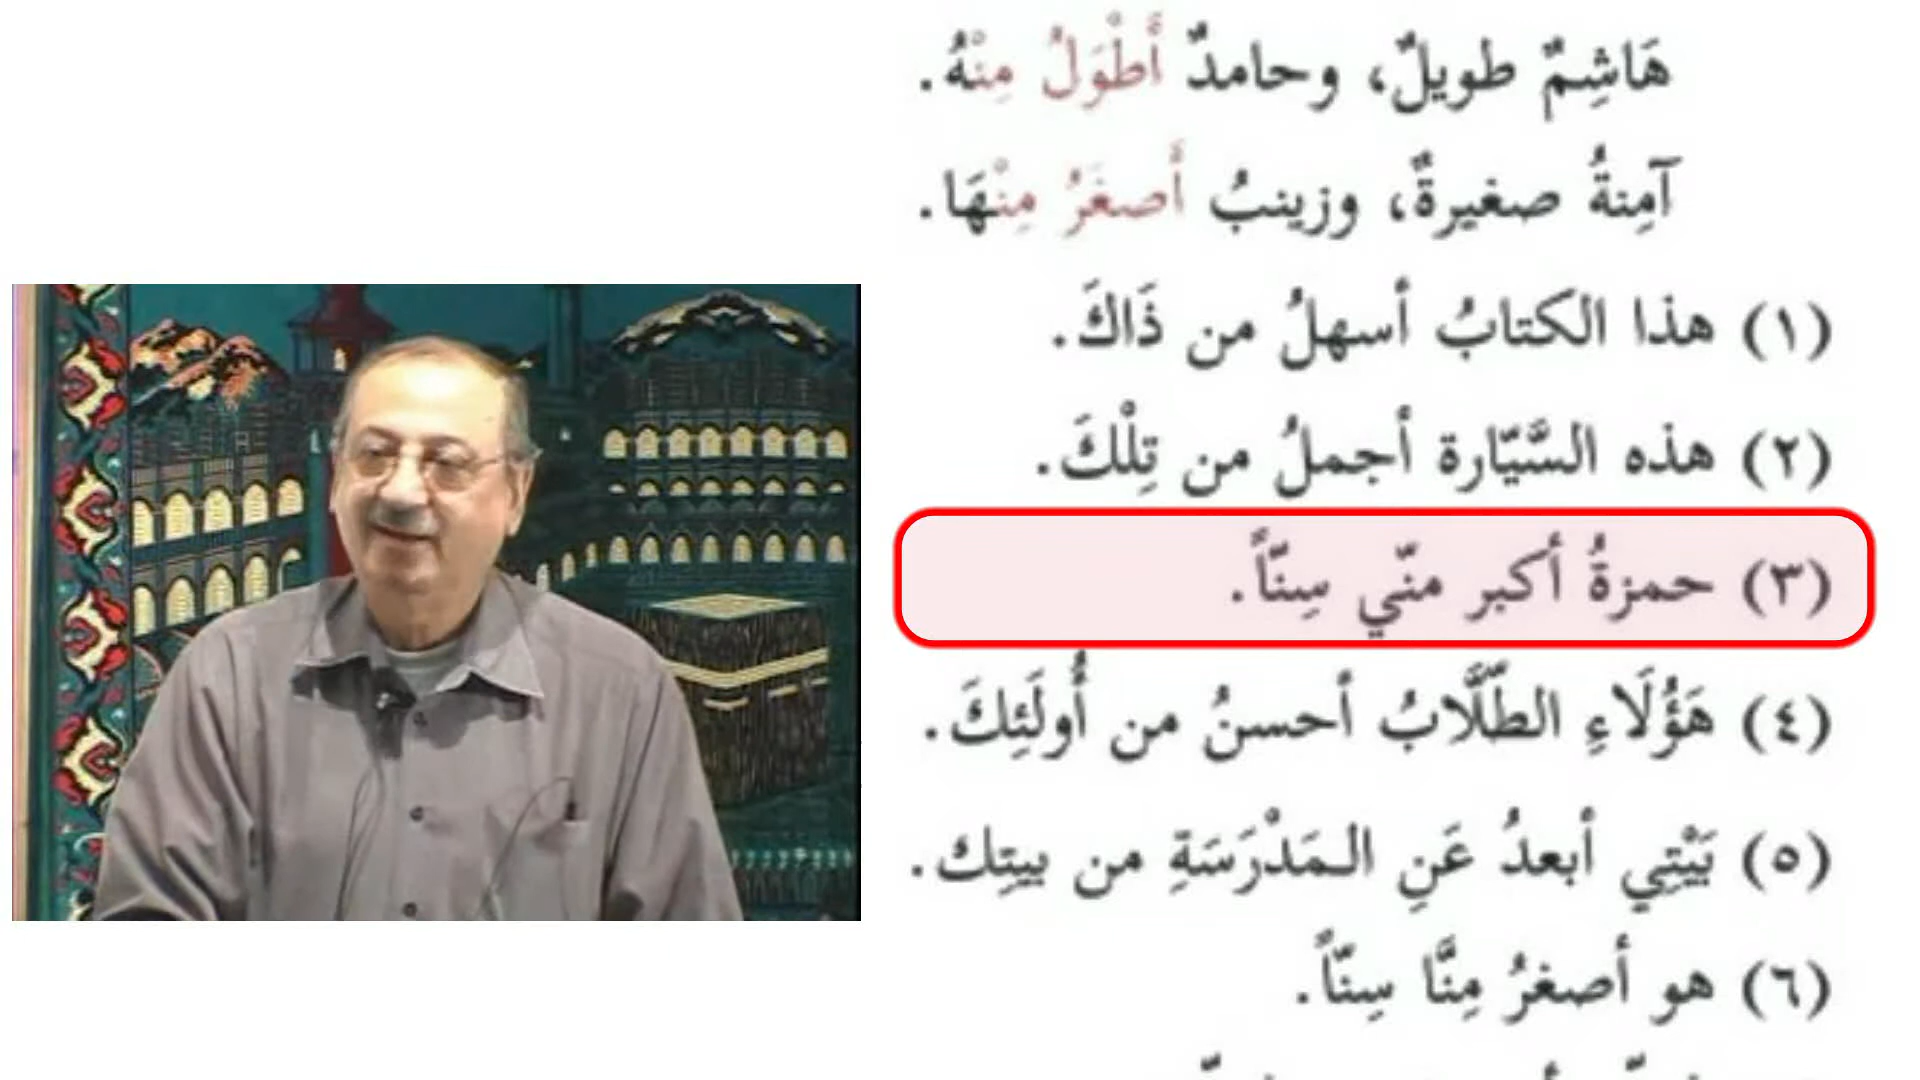 هَاشِمٌ طويلٌ، وحامدٌ أَطْوَلُ مِنْهُ.
آمِنةُ صغيرةٌ، وزينبُ أَصغَرُ مِنْهَا.
(١) هذا الكتابُ أسهلُ من ذَاكَ.
(٢) هذه السَّيّارة أجملُ من تِلْكَ.
(٣) حمزةُ أكبر منّي سِنّاً.
(٤) هَؤُلَاءِ الطّلَّابُ أحسنُ من أُولَئِكَ.
(٥) بَيْتِي أبعدُ عَنِ المَدْرَسَةِ من بيتِك.
(٦) هو أصغرُ مِنَّا سِنّاً.